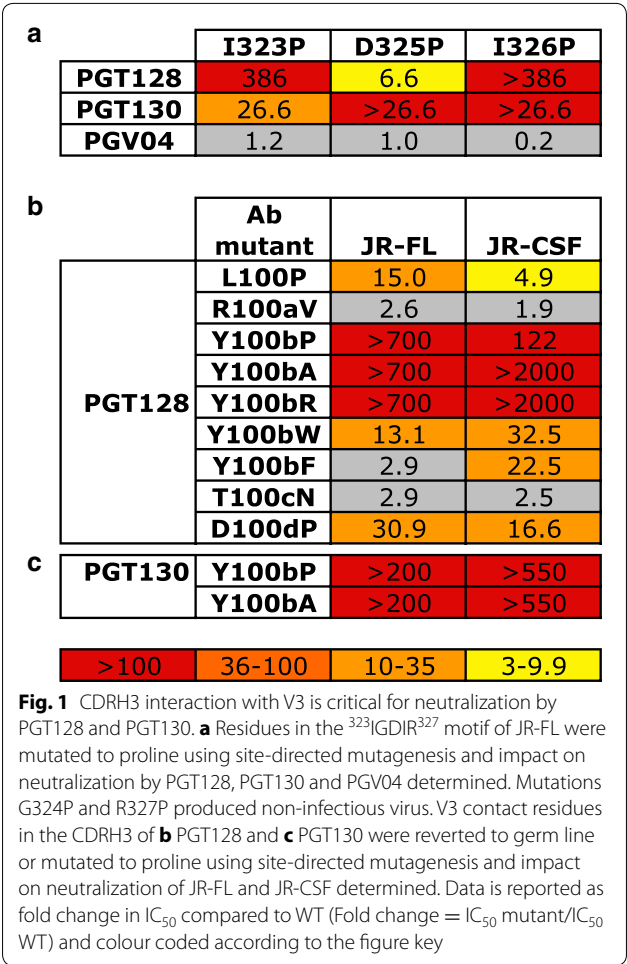 a
I323P D325P I326P
PGT128 386 6.6 >386
PGT130 26.6 >26.6 >26.6
PGV04 1.2 1.0 0.2
b
Ab
mutant JR-FL JR-CSF
L100P 15.0 4.9
R100aV 2.6 1.9
Y100bP >700 122
Y100bA >700 >2000
PGT128 Y100bR >700 >2000
Y100bW 13.1 32.5
Y100bF 2.9 22.5
T100cN 2.9 2.5
D100dP 30.9 16.6
c
PGT130 Y100bP >200 >550
Y100bA >200 >550
>100 36-100 10-35 3-9.9
Fig. 1 CDRH3 interaction with V3 is critical for neutralization by
PGT128 and PGT130. a Residues in the ³²³IGDIR³²⁷ motif of JR-FL were
mutated to proline using site-directed mutagenesis and impact on
neutralization by PGT128, PGT130 and PGV04 determined. Mutations
G324P and R327P produced non-infectious virus. V3 contact residues
in the CDRH3 of b PGT128 and c PGT130 were reverted to germ line
or mutated to proline using site-directed mutagenesis and impact
on neutralization of JR-FL and JR-CSF determined. Data is reported as
fold change in IC₅₀ compared to WT (Fold change = IC₅₀ mutant/IC₅₀
WT) and colour coded according to the figure key